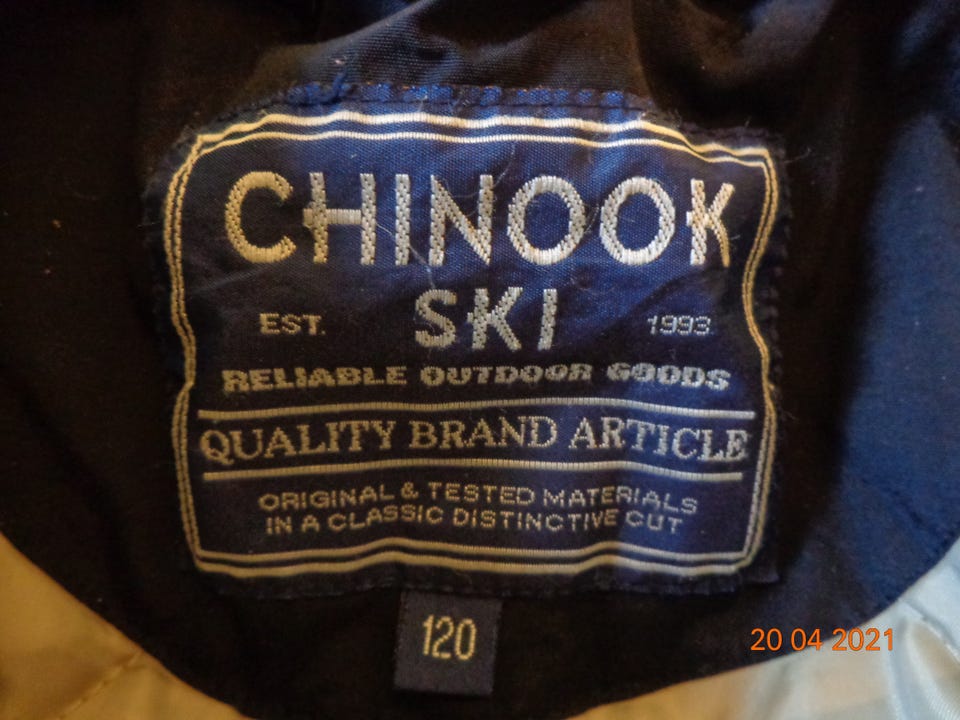 CHINOOK
SKI
EST. 1993
RELIABLE OUTDOOR GOODS
QUALITY BRAND ARTICLE
ORIGINAL & TESTED MATERIALS
IN A CLASSIC DISTINCTIVE CUT
120
20 04 2021